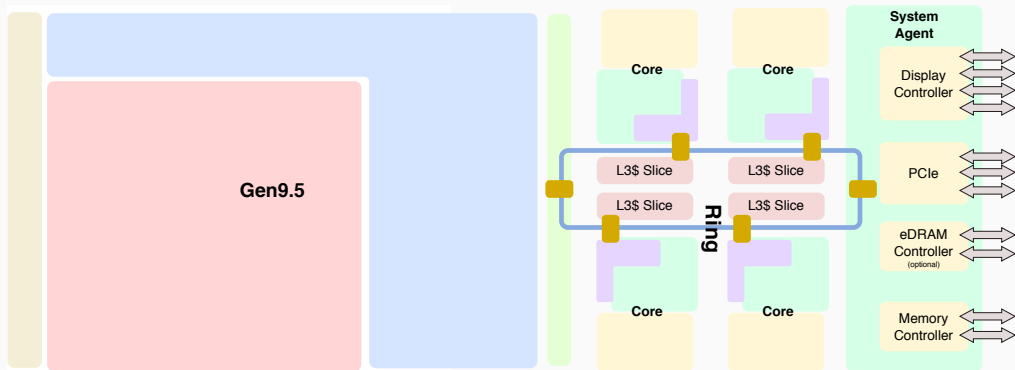 System
Agent
Core
Core
Display
Controller
L3$ Slice
L3$ Slice
PCIe
Gen9.5
L3$ Slice
L3$ Slice
Ring
eDRAM
Controller
(optional)
Core
Core
Memory
Controller